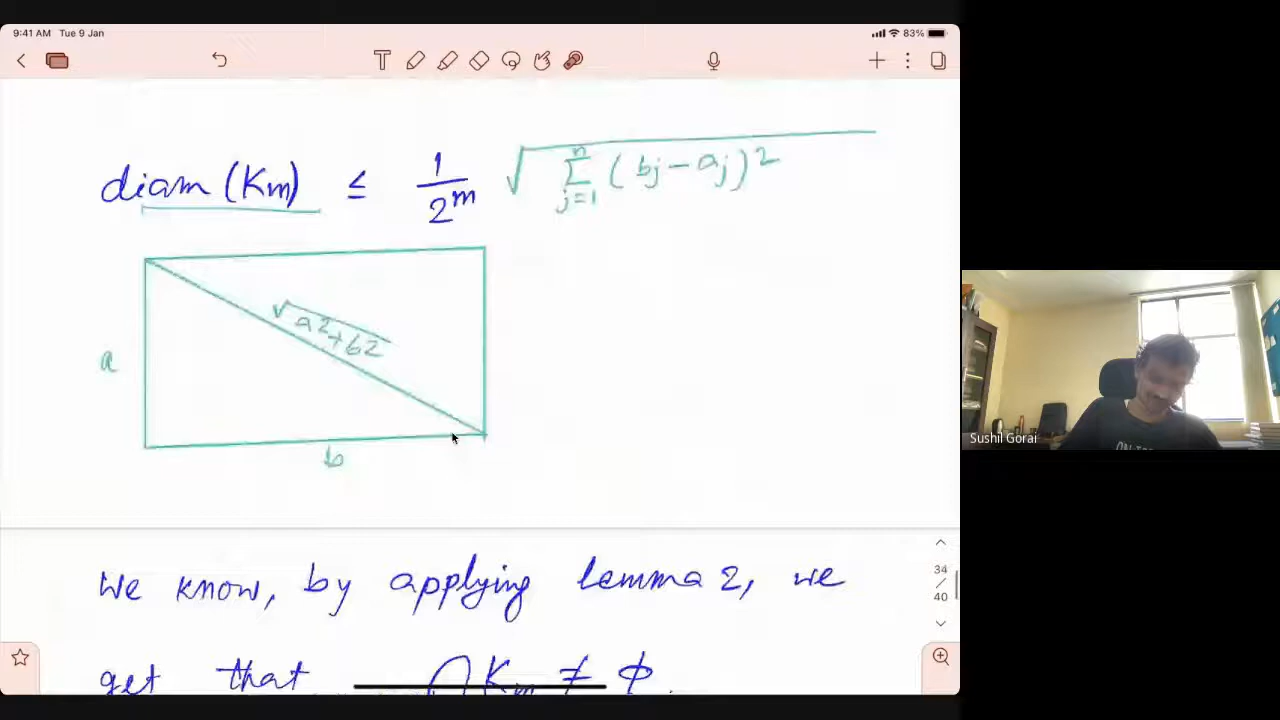 9:41 AM Tue 9 Jan
83%
T
diam (Km) ≤ 1/2^m √ ∑_{j=1}^{n} (bj - aj)^2
√a2+b2
a
b
We know, by applying lemma 2, we
34
/
40
get that ⋂ Km ≠ ϕ.
Sushil Gorai